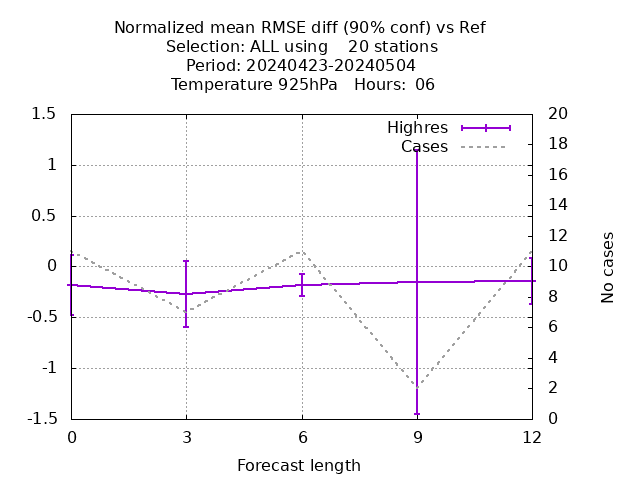 Normalized mean RMSE diff (90% conf) vs Ref
Selection: ALL using    20 stations
Period: 20240423-20240504
Temperature 925hPa   Hours:  06
Highres
Cases
1.5
1
0.5
0
-0.5
-1
-1.5
20
18
16
14
12
10
8
6
4
2
0
No cases
0
3
6
9
12
Forecast length